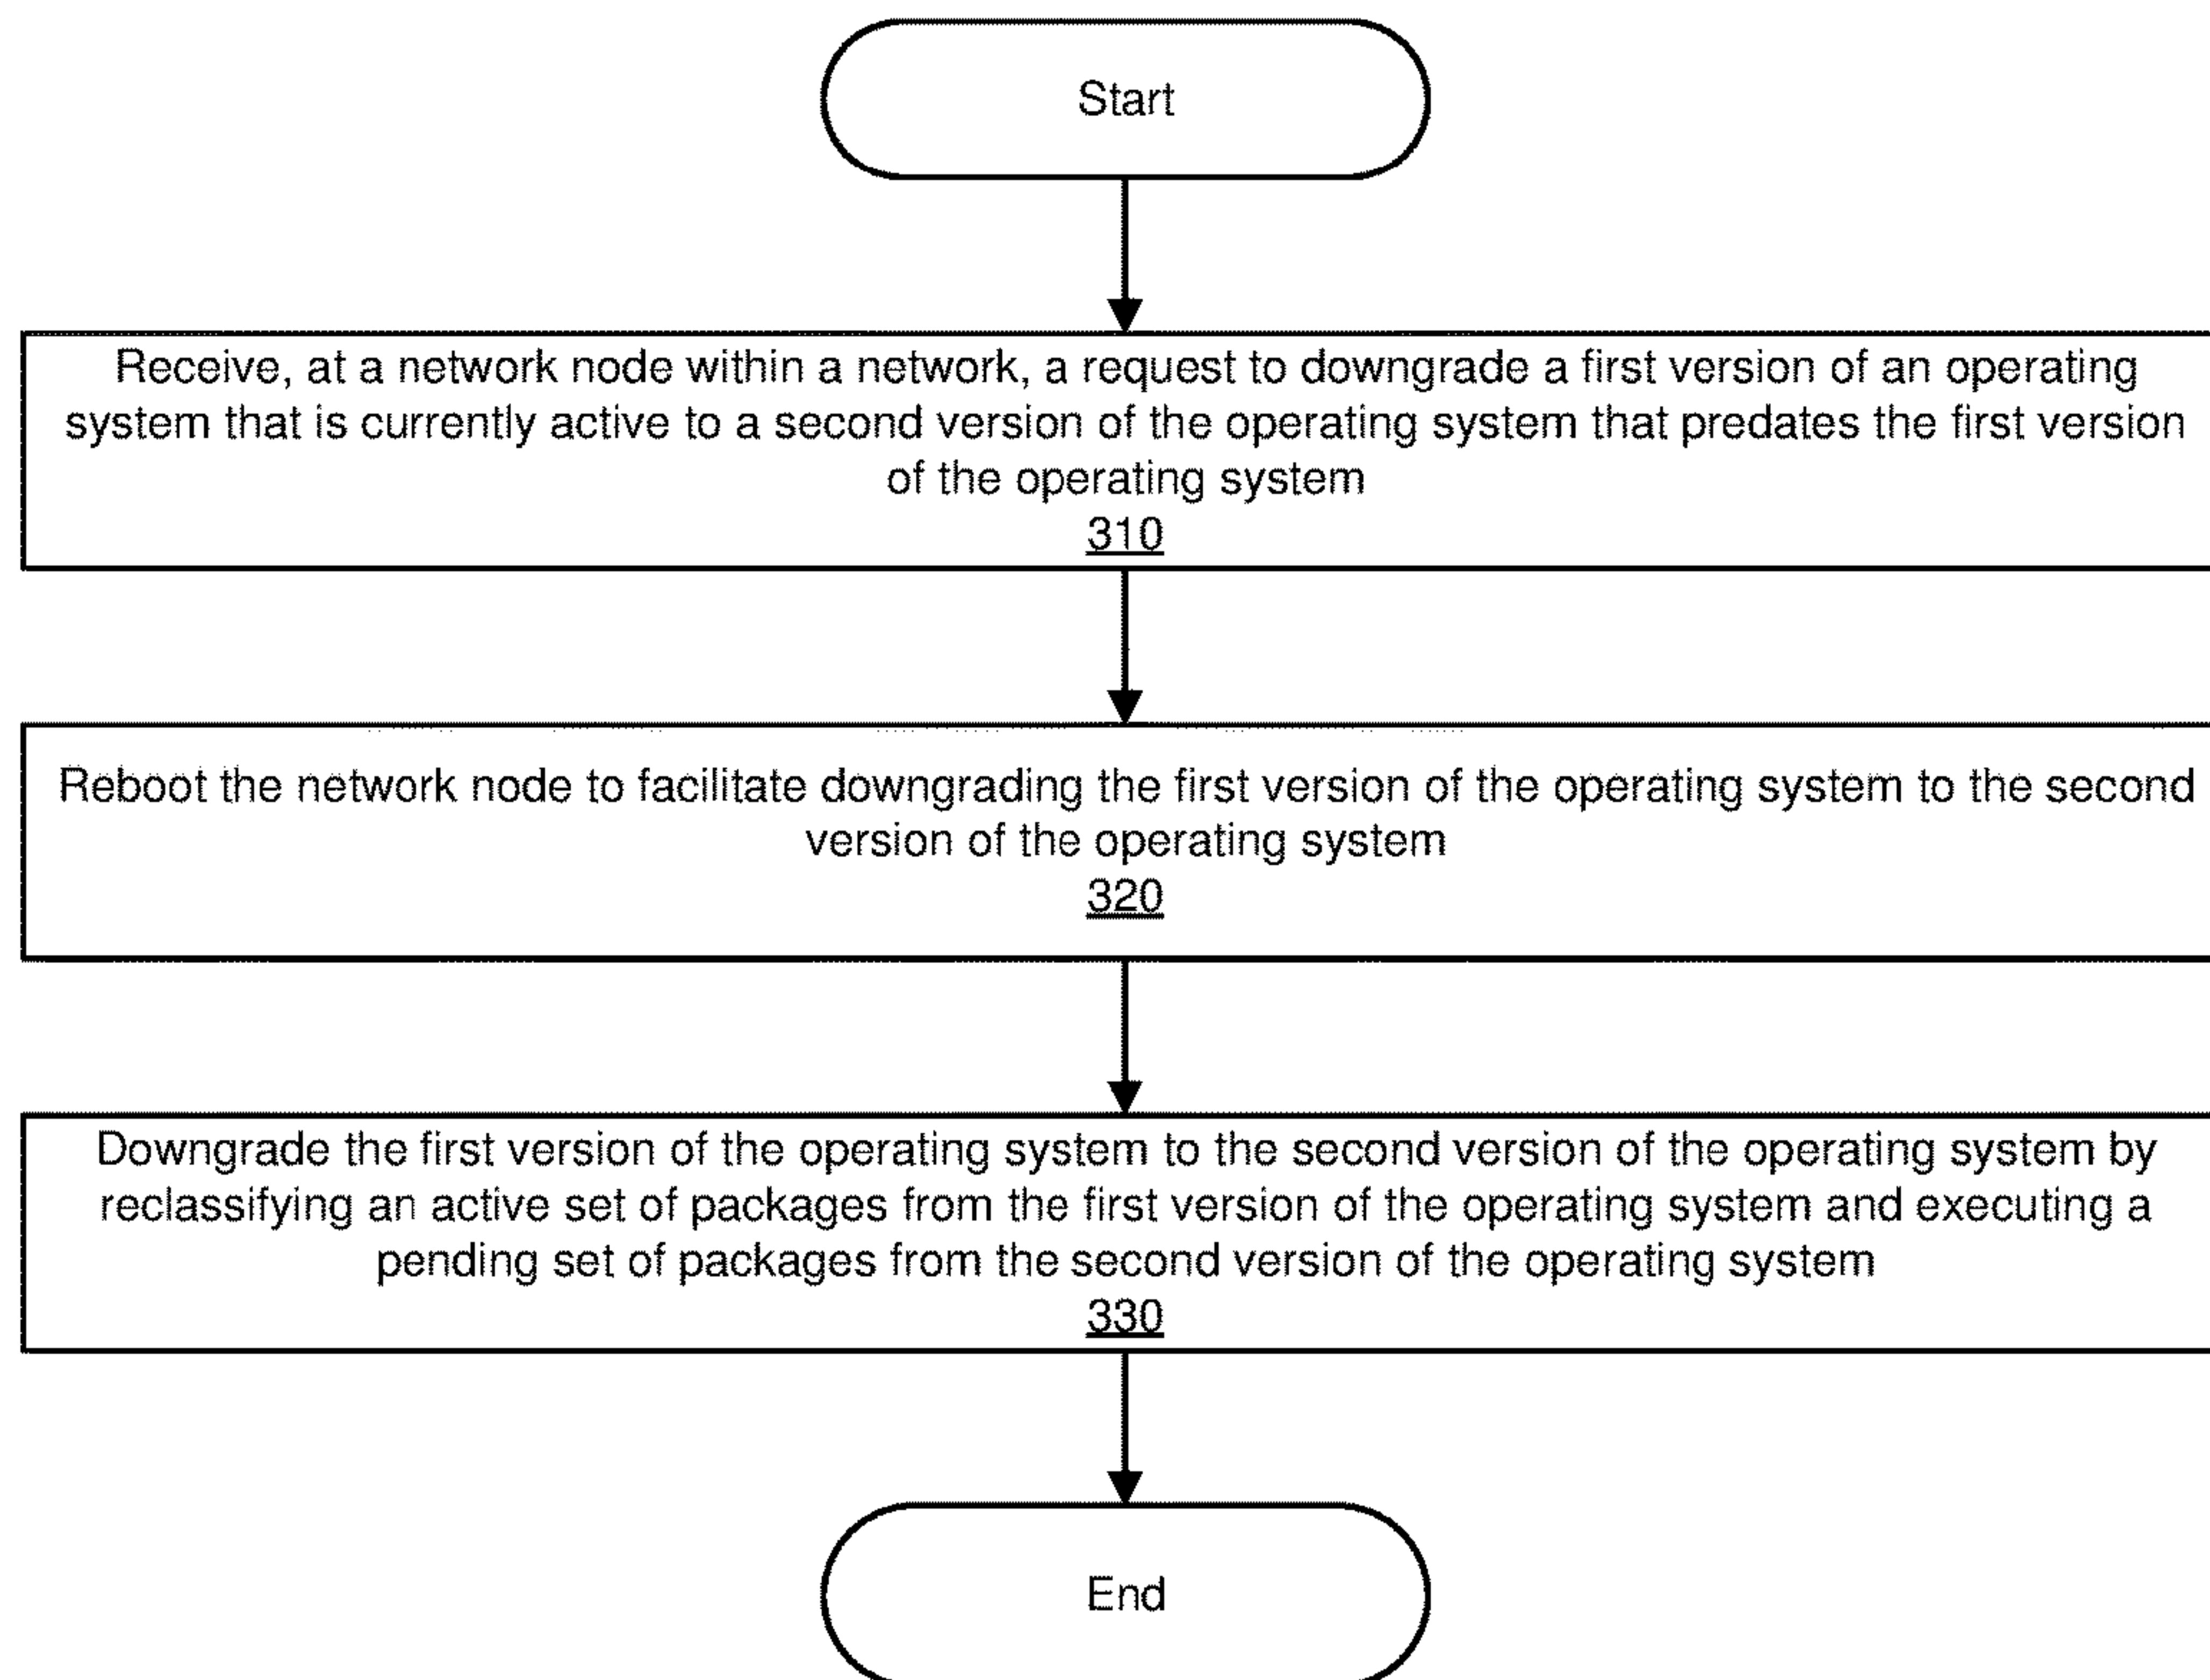 Start
Receive, at a network node within a network, a request to downgrade a first version of an operating
system that is currently active to a second version of the operating system that predates the first version
of the operating system
310
Reboot the network node to facilitate downgrading the first version of the operating system to the second
version of the operating system
320
Downgrade the first version of the operating system to the second version of the operating system by
reclassifying an active set of packages from the first version of the operating system and executing a
pending set of packages from the second version of the operating system
330
End